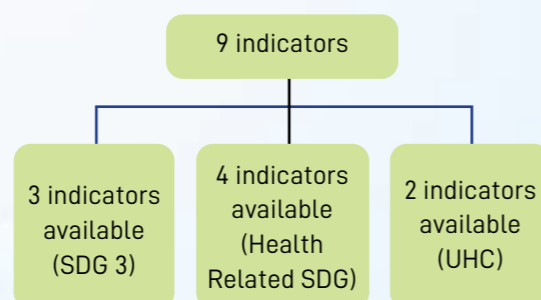 9 indicators
3 indicators
available
(SDG 3)
4 indicators
available
(Health
Related SDG)
2 indicators
available
(UHC)